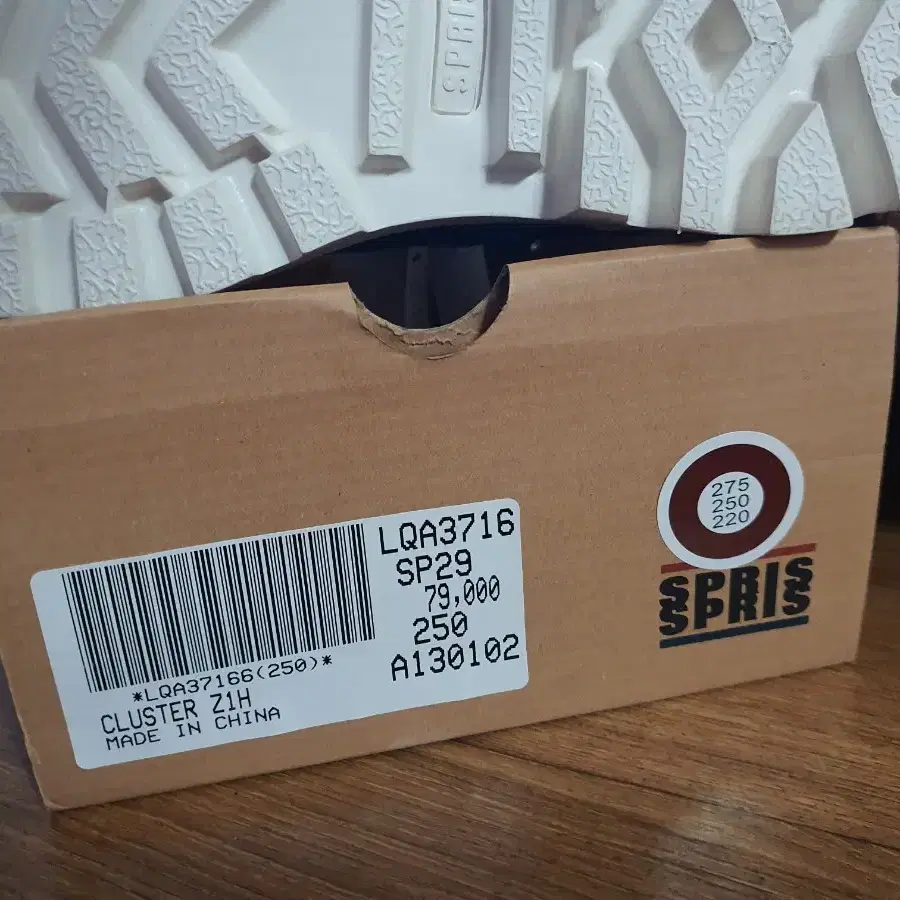 SPRIS
LQA3716
SP29
79,000
250
A130102
*LQA37166(250)*
CLUSTER Z1H
MADE IN CHINA
275
250
220
SPRIS
SPRIS